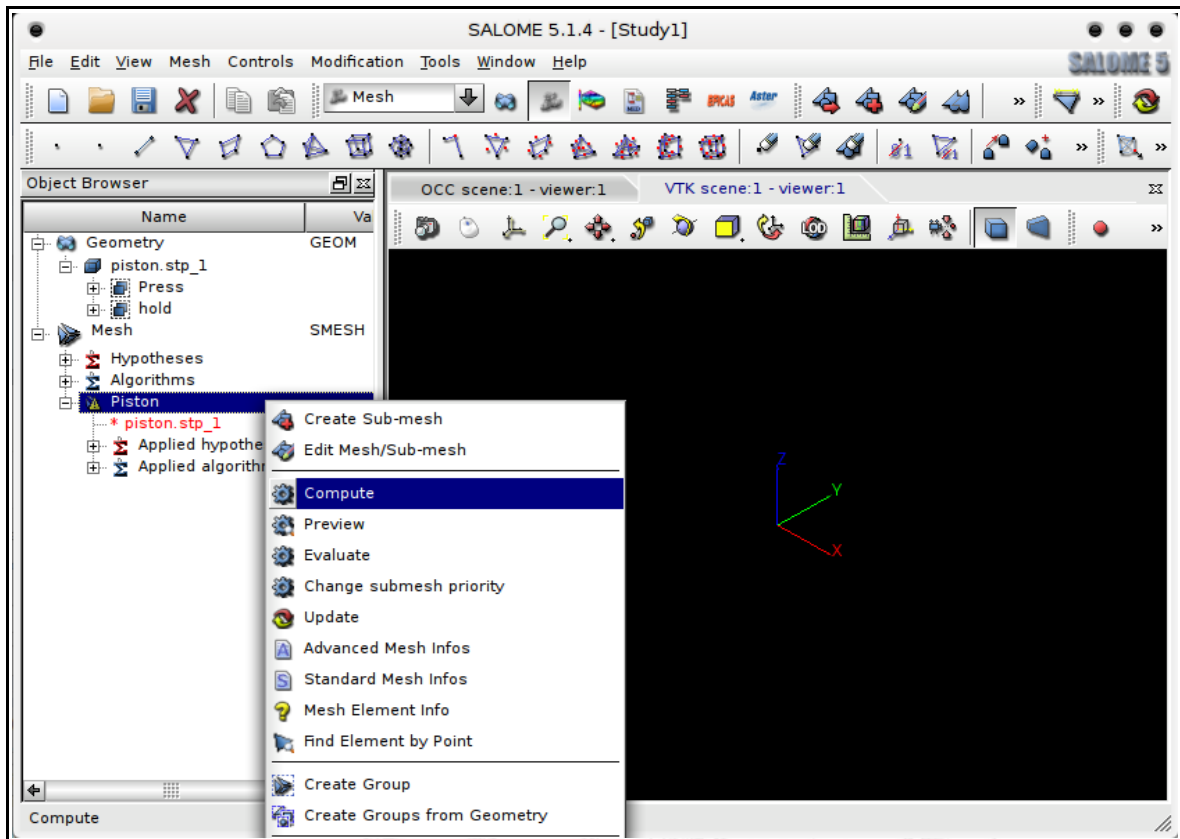 SALOME 5.1.4 - [Study1]
File Edit View Mesh Controls Modification Tools Window Help
SALOME 5
Mesh
EFICAS
Aster
»
»
»
»
Object Browser
OCC scene:1 - viewer:1
VTK scene:1 - viewer:1
Name
Va
»
Geometry
GEOM
piston.stp_1
Press
hold
Mesh
SMESH
Hypotheses
Algorithms
Piston
* piston.stp_1
Applied hypothe
Applied algorithm
Create Sub-mesh
Edit Mesh/Sub-mesh
Compute
Preview
Evaluate
Change submesh priority
Update
Advanced Mesh Infos
Standard Mesh Infos
Mesh Element Info
Find Element by Point
Create Group
Create Groups from Geometry
Z
Y
X
Compute